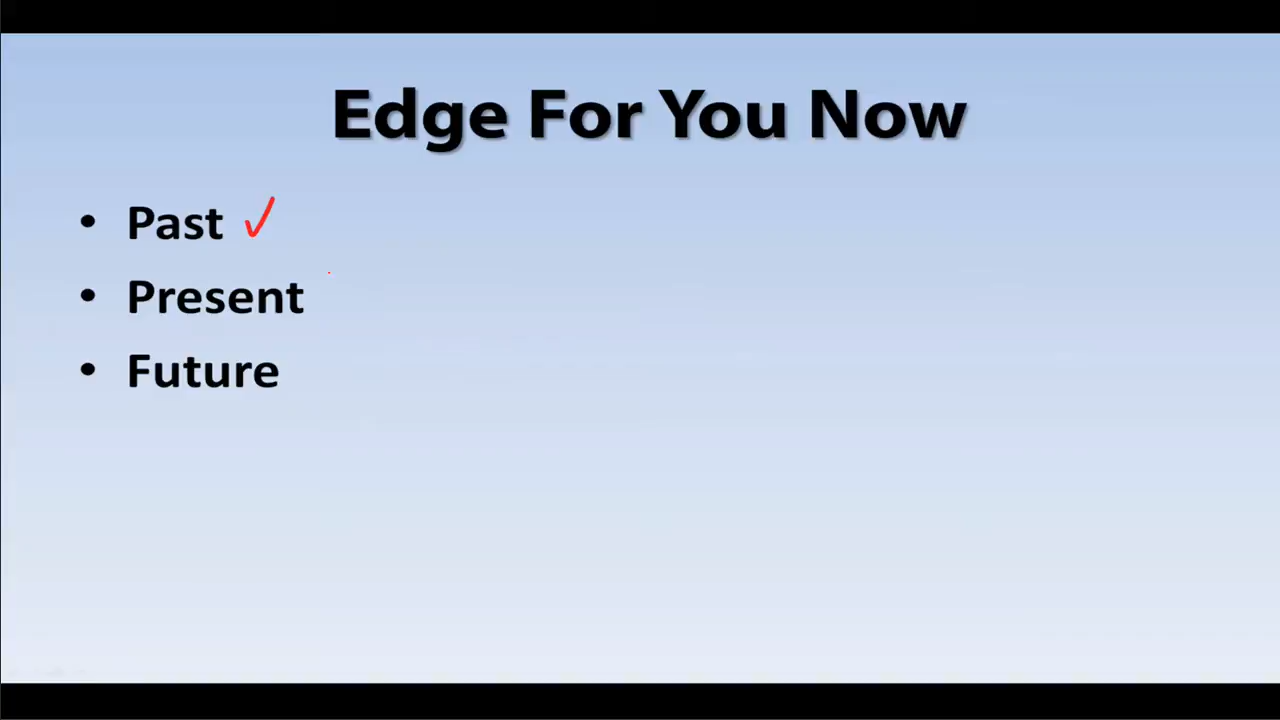 Edge For You Now
• Past ✓
• Present
• Future